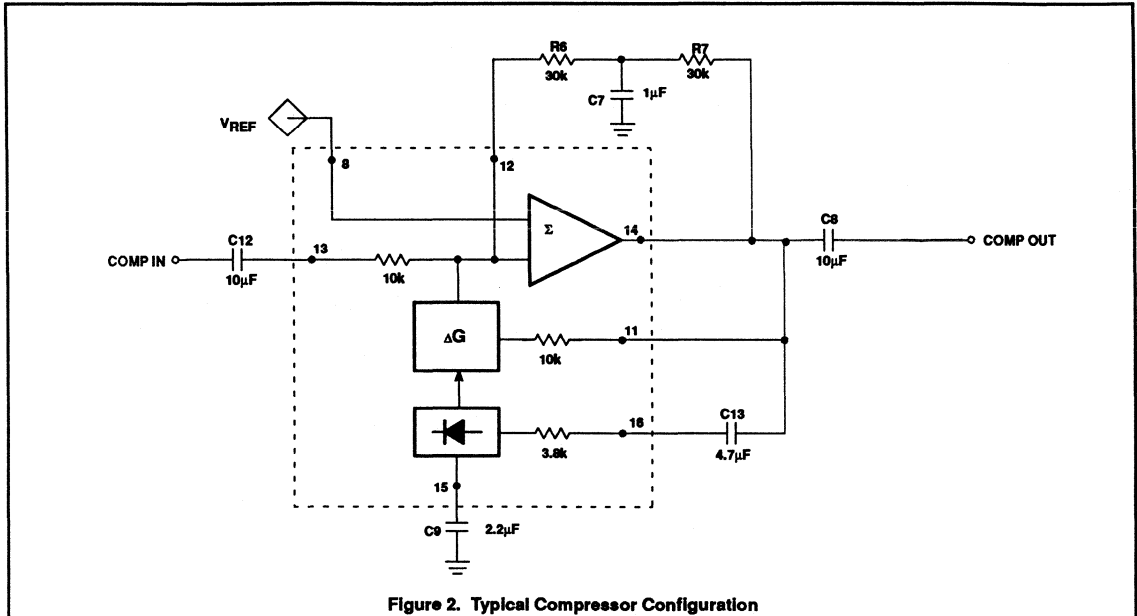 R6
30k
R7
30k
C7
1µF
VREF
8
12
Σ
14
C8
10µF
COMP OUT
COMP IN
C12
10µF
13
10k
ΔG
10k
11
16
3.8k
C13
4.7µF
15
C9
2.2µF
Figure 2. Typical Compressor Configuration